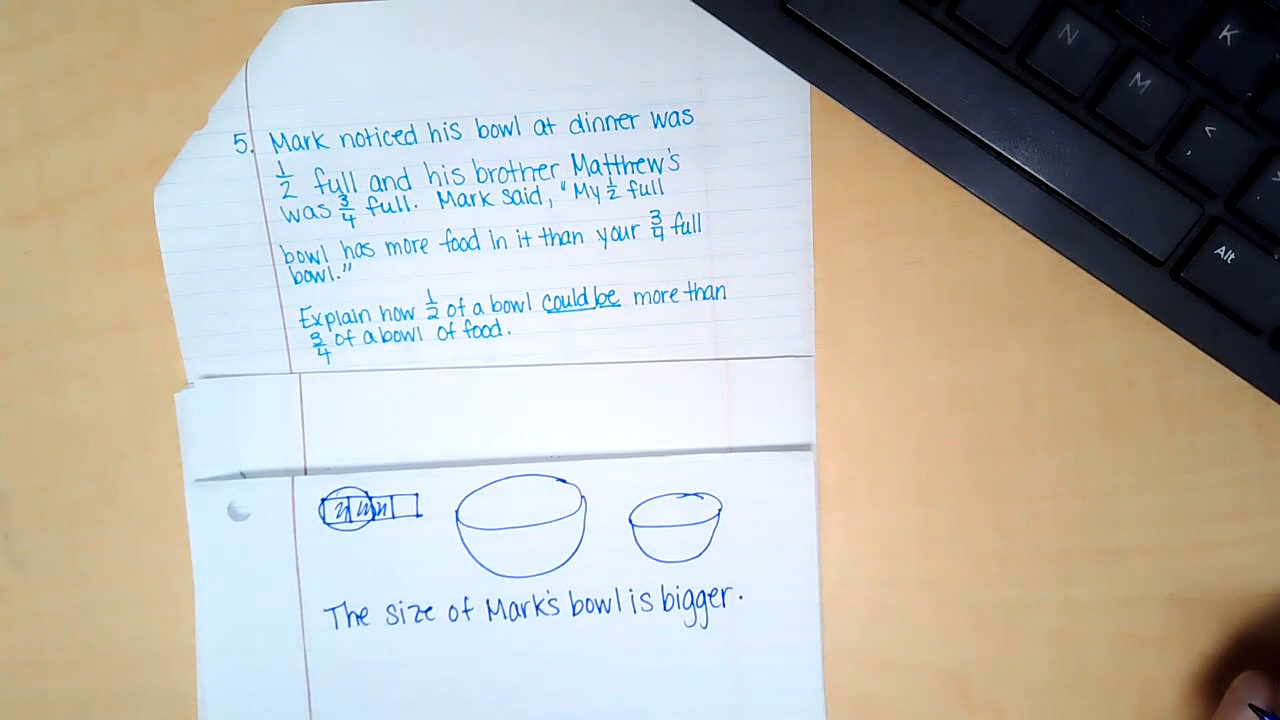 5. Mark noticed his bowl at dinner was
1/2 full and his brother Matthew's
was 3/4 full. Mark said, "My 1/2 full
bowl has more food in it than your 3/4 full
bowl."
Explain how 1/2 of a bowl could be more than
3/4 of a bowl of food.
The size of Mark's bowl is bigger.
N
M
K
<
,
Alt